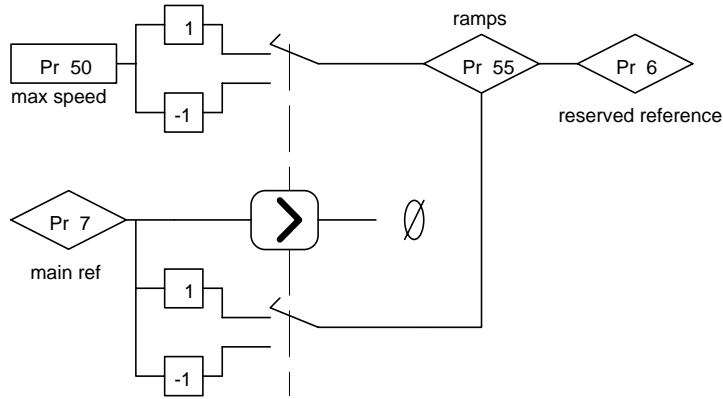 ramps
1
Pr 50
Pr 55
Pr 6
max speed
-1
reserved reference
Pr 7
>
0
main ref
1
-1